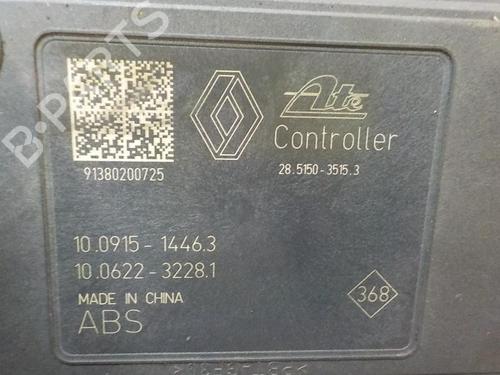 B-PARTS
Ate
Controller
91380200725
28.5150-3515.3
10.0915-1446.3
10.0622-3228.1
MADE IN CHINA
368
ABS